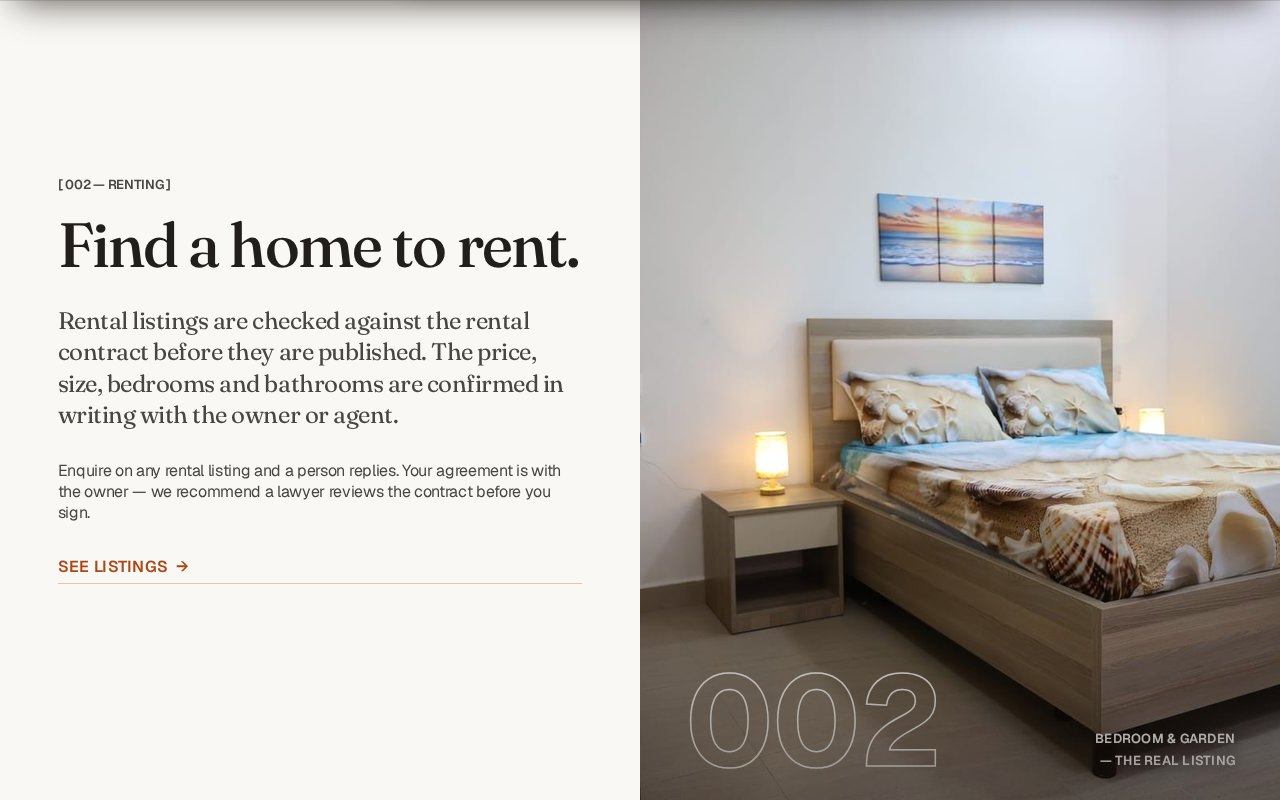 [002 — RENTING]
Find a home to rent.
Rental listings are checked against the rental
contract before they are published. The price,
size, bedrooms and bathrooms are confirmed in
writing with the owner or agent.
Enquire on any rental listing and a person replies. Your agreement is with
the owner — we recommend a lawyer reviews the contract before you
sign.
SEE LISTINGS →
002
BEDROOM & GARDEN
— THE REAL LISTING